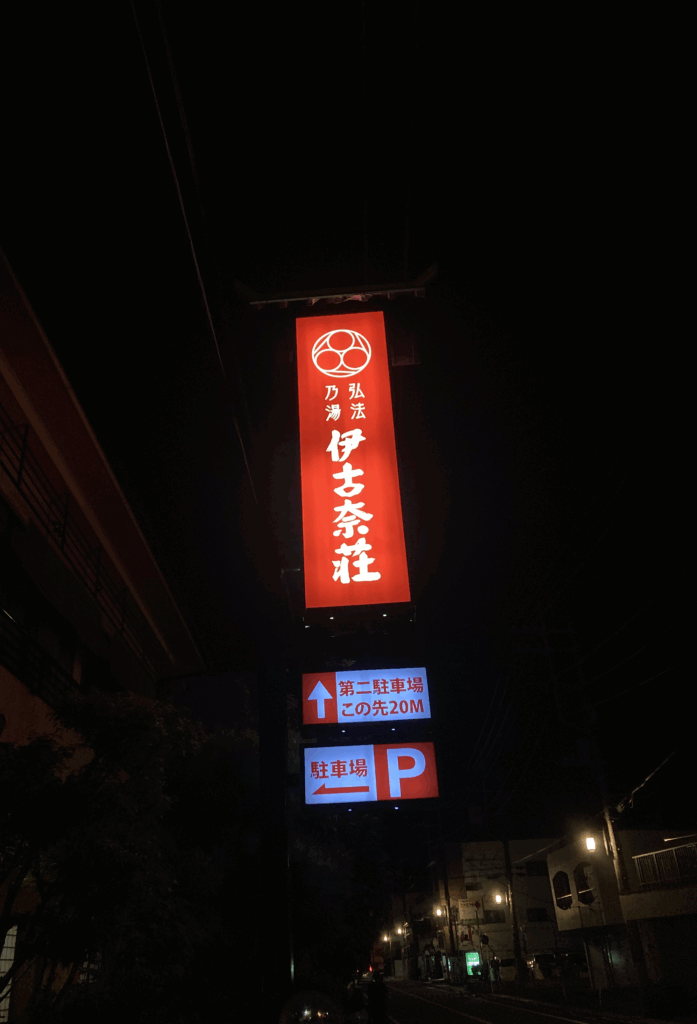 弘法
乃湯
伊古奈荘
第二駐車場
この先20M
駐車場
P